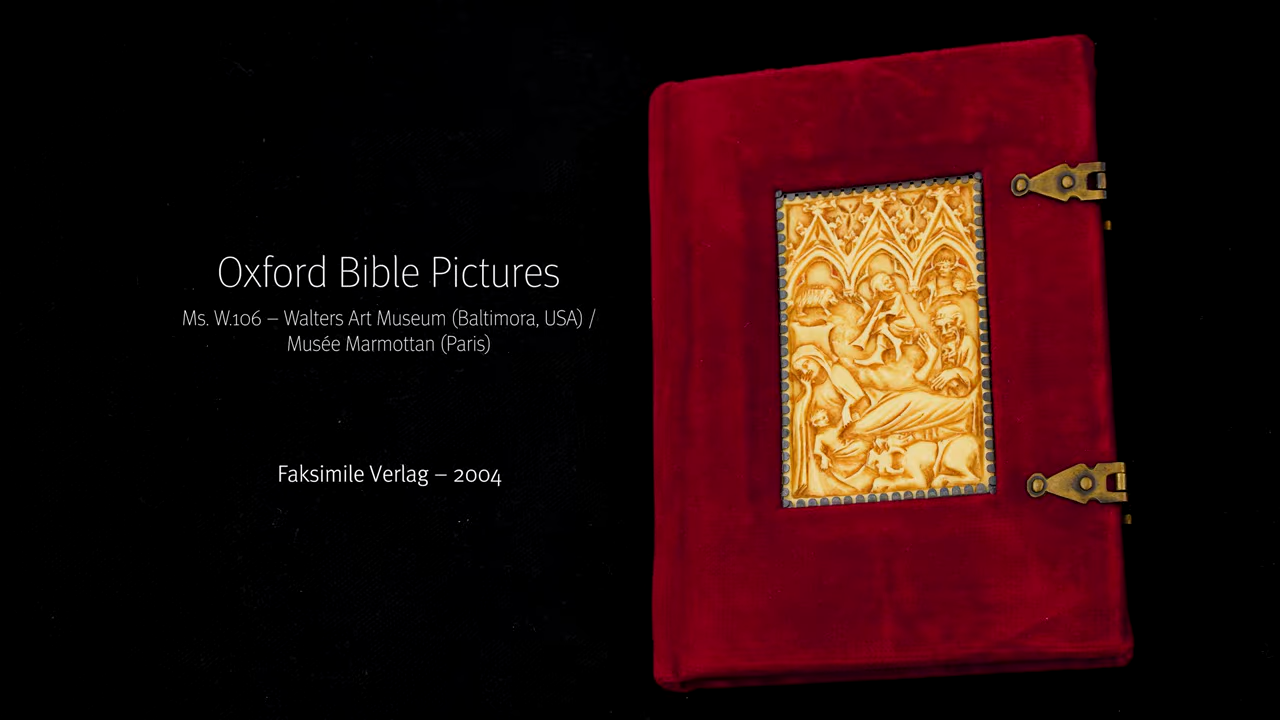 Oxford Bible Pictures
Ms. W.106 – Walters Art Museum (Baltimora, USA) /
Musée Marmottan (Paris)
Faksimile Verlag – 2004